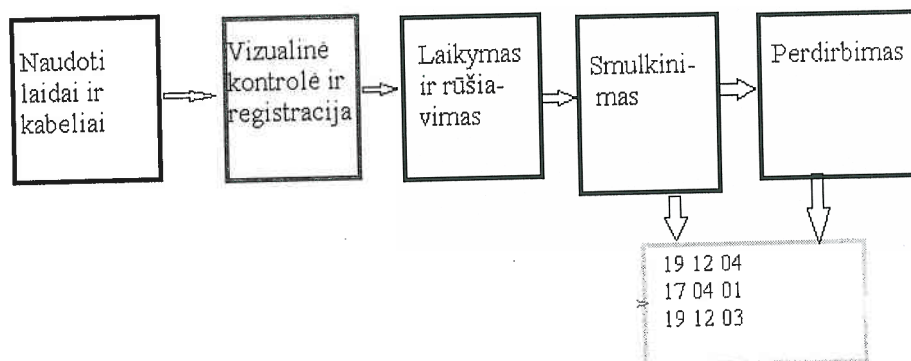 Naudoti
laidai ir
kabeliai
Vizualinė
kontrolė ir
registracija
Laikymas
ir rūšia-
vimas
Smulkini-
-mas
Perdirbimas
19 12 04
17 04 01
19 12 03